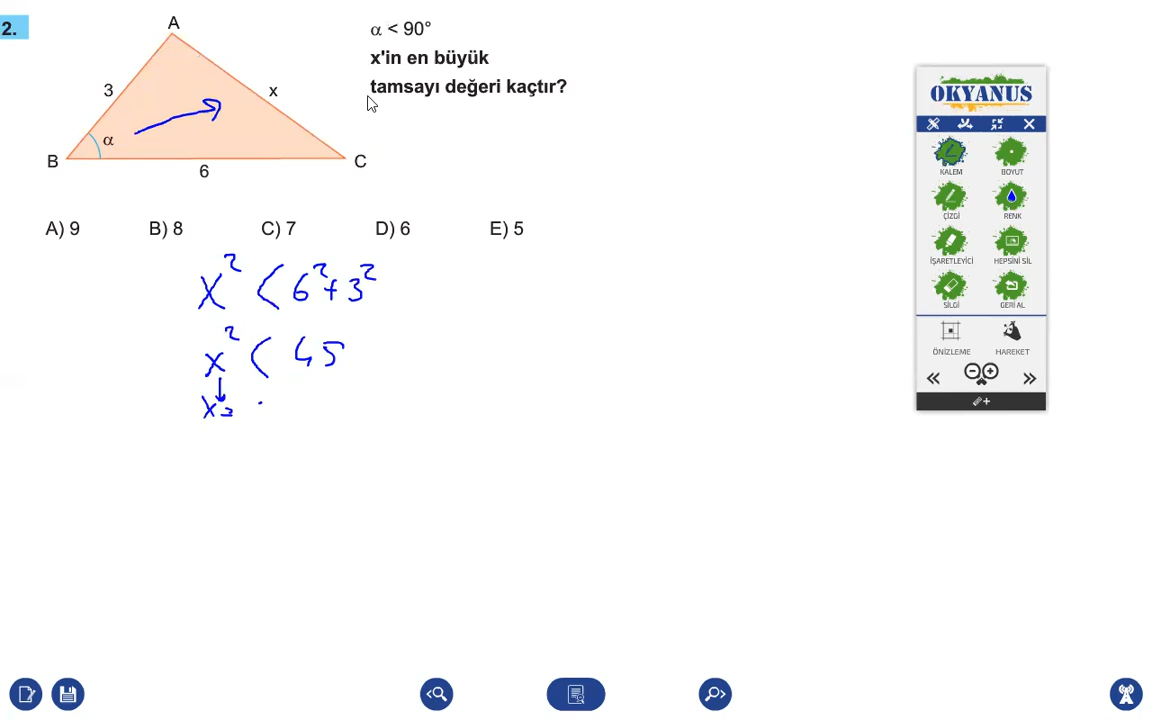 2.
A
α < 90°
x'in en büyük
tamsayı değeri kaçtır?
3
x
α
B
C
6
A) 9 B) 8 C) 7 D) 6 E) 5
x² < 6² + 3²
x² < 45
x =
OKYANUS
KALEM BOYUT
ÇİZGİ RENK
İŞARETLEYİCİ HEPSİNİ SİL
SİLGİ GERİ AL
ÖNİZLEME HAREKET